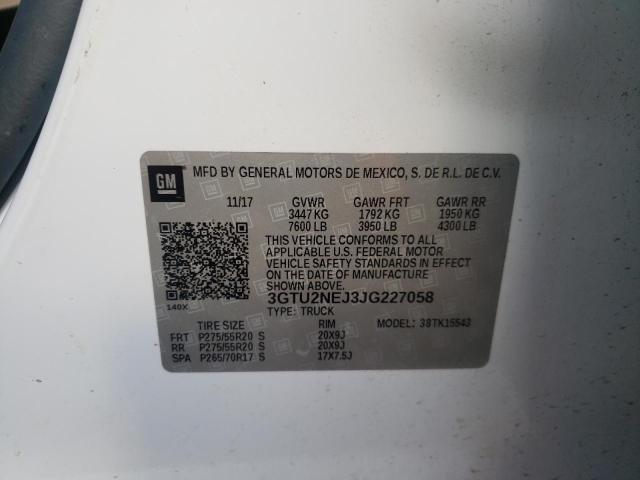 GM
MFD BY GENERAL MOTORS DE MEXICO, S. DE R.L. DE C.V.
11/17 GVWR GAWR FRT GAWR RR
3447 KG 1792 KG 1950 KG
7600 LB 3950 LB 4300 LB
THIS VEHICLE CONFORMS TO ALL
APPLICABLE U.S. FEDERAL MOTOR
VEHICLE SAFETY STANDARDS IN EFFECT
ON THE DATE OF MANUFACTURE
SHOWN ABOVE.
140X 3GTU2NEJ3JG227058
TYPE: TRUCK
TIRE SIZE RIM MODEL: 38TK15543
FRT P275/55R20 S 20X9J
RR P275/55R20 S 20X9J
SPA P265/70R17 S 17X7.5J